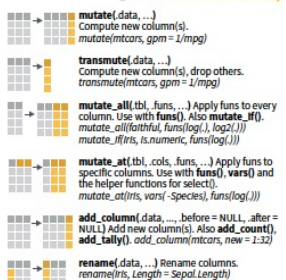 mutate(.data, ...)
Compute new column(s).
mutate(mtcars, gpm = 1/mpg)
transmute(.data, ...)
Compute new column(s), drop others.
transmute(mtcars, gpm = 1/mpg)
mutate_all(.tbl, .funs, ...) Apply funs to every
column. Use with funs(). Also mutate_if().
mutate_all(faithful, funs(log(.), log2(.)))
mutate_if(iris, is.numeric, funs(log(.)))
mutate_at(.tbl, .cols, .funs, ...) Apply funs to
specific columns. Use with funs(), vars() and
the helper functions for select().
mutate_at(iris, vars( -Species), funs(log(.)))
add_column(.data, ..., .before = NULL, .after =
NULL) Add new column(s). Also add_count(),
add_tally(). add_column(mtcars, new = 1:32)
rename(.data, ...) Rename columns.
rename(iris, Length = Sepal.Length)